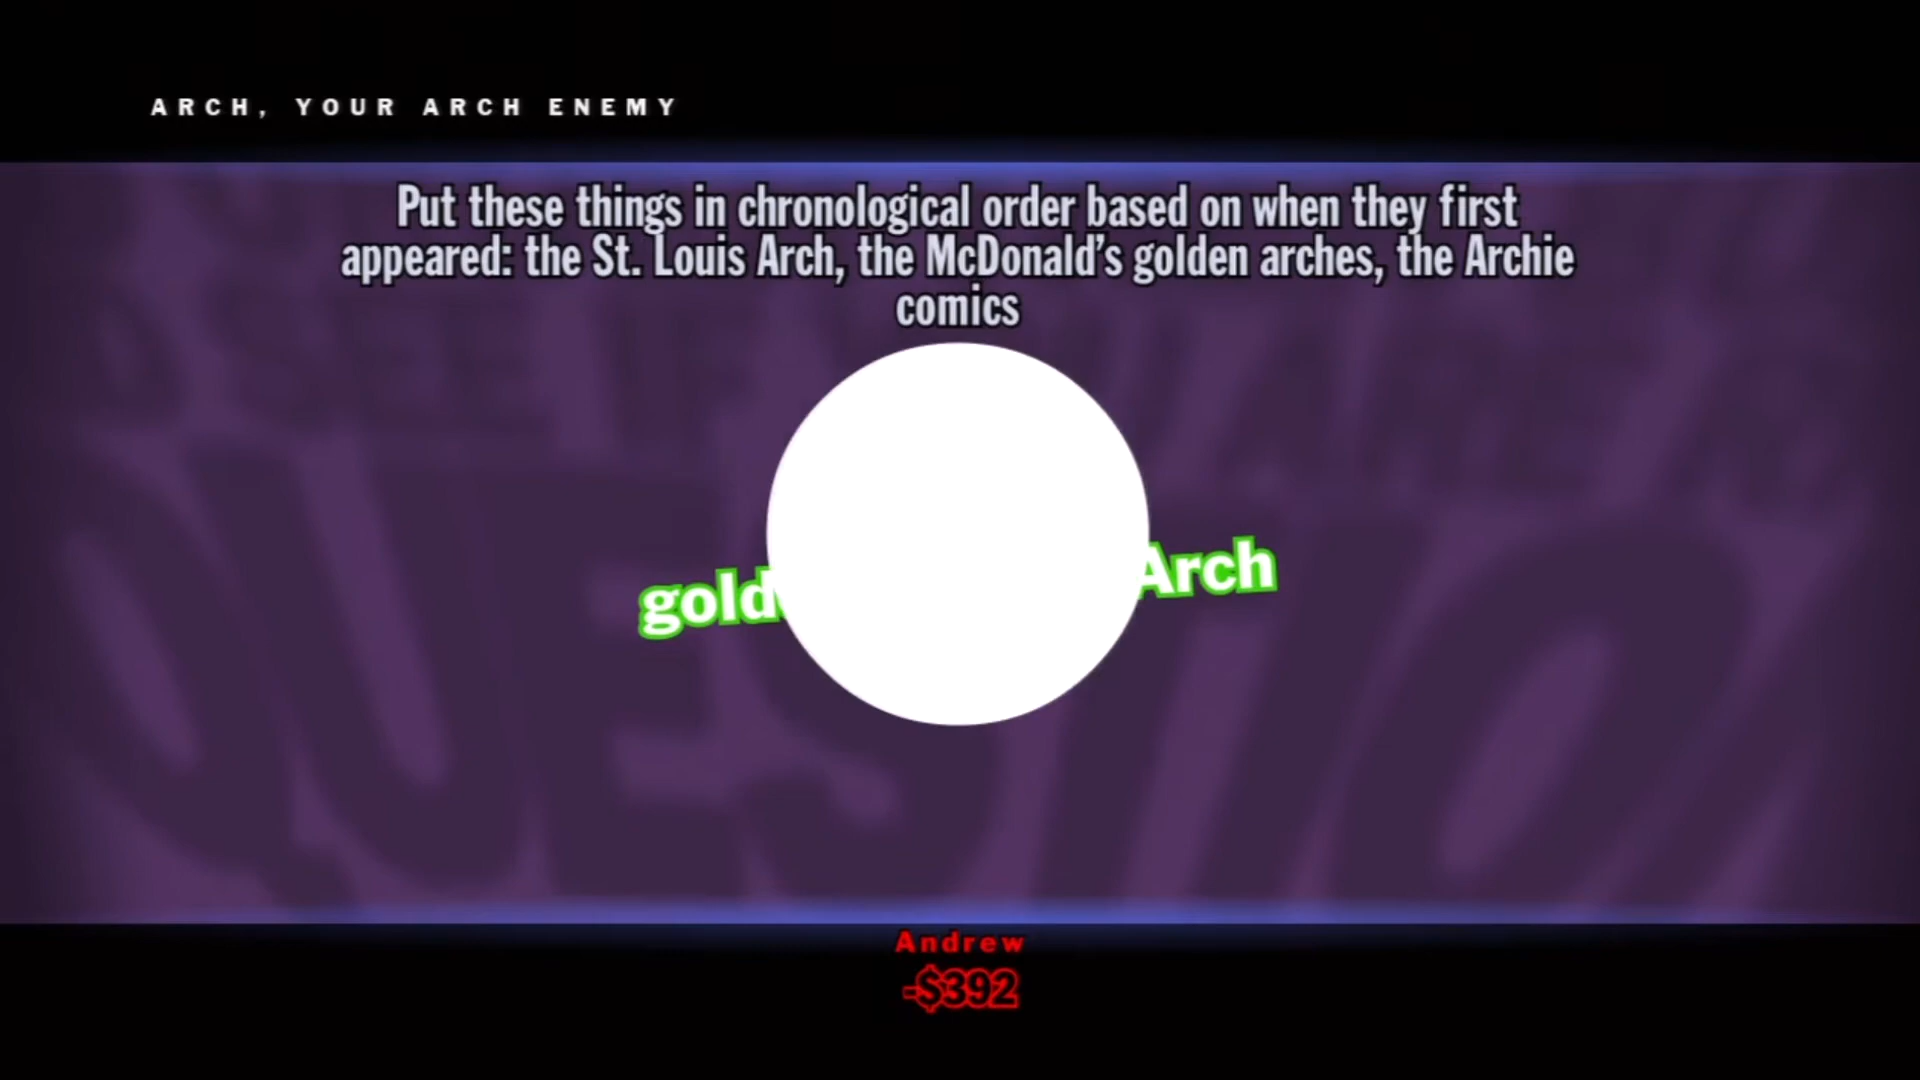 ARCH, YOUR ARCH ENEMY
Put these things in chronological order based on when they first
appeared: the St. Louis Arch, the McDonald's golden arches, the Archie
comics
Arch
Andrew
-$392